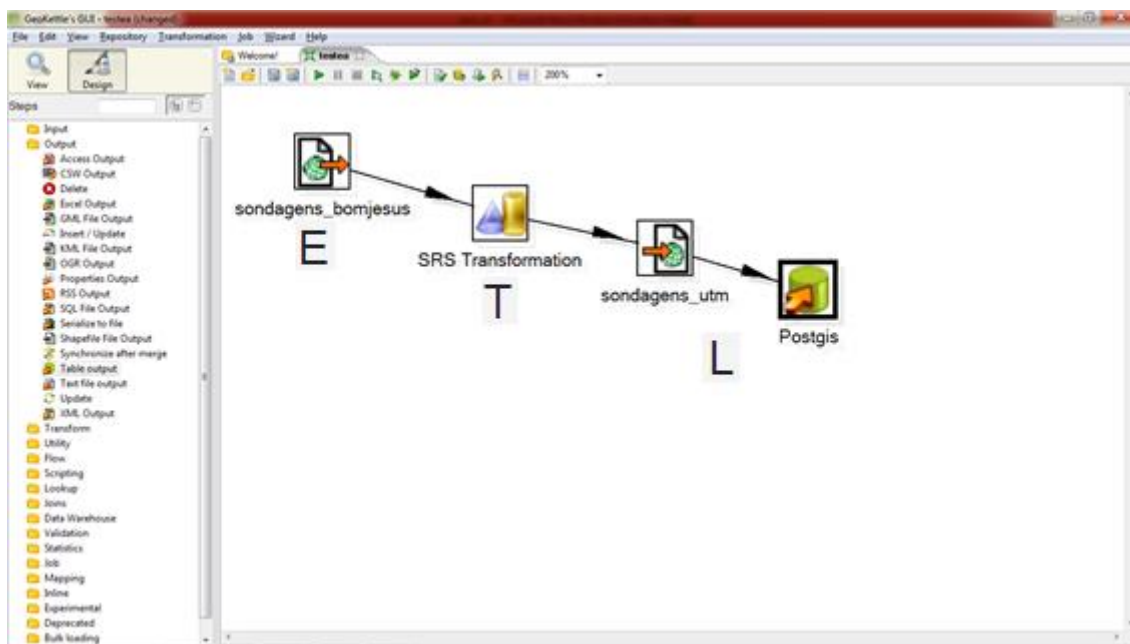 GeoKettle's GUI - testea (changed)
File Edit View Repository Transformation Job Wizard Help
View
Design
Welcome!
testea
200%
Steps
Input
Output
Access Output
CSW Output
Delete
Excel Output
GML File Output
Insert / Update
KML File Output
OGR Output
Properties Output
RSS Output
SQL File Output
Serialize to file
Shapefile File Output
Synchronize after merge
Table output
Text file output
Update
XML Output
Transform
Utility
Flow
Scripting
Lookup
Joins
Data Warehouse
Validation
Statistics
Job
Mapping
Inline
Experimental
Deprecated
Bulk loading
sondagens_bomjesus
E
SRS Transformation
T
sondagens_utm
L
Postgis